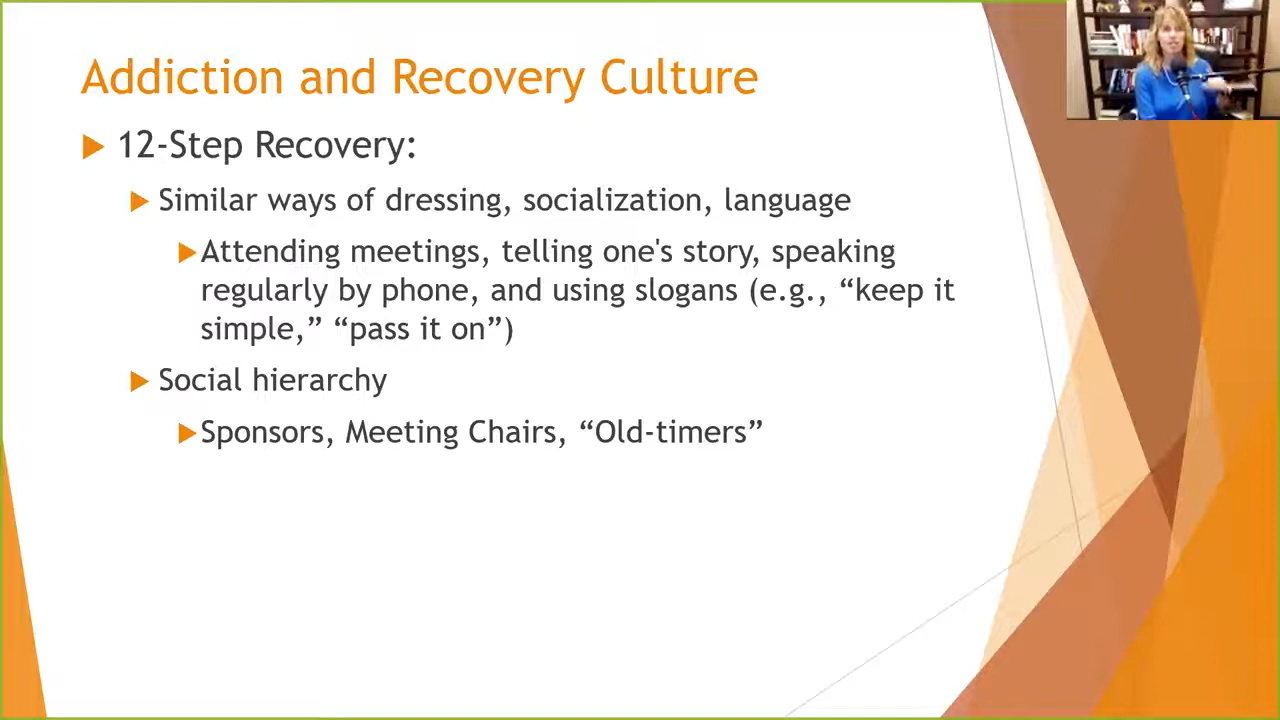 Addiction and Recovery Culture
12-Step Recovery:
Similar ways of dressing, socialization, language
Attending meetings, telling one's story, speaking
regularly by phone, and using slogans (e.g., “keep it
simple,” “pass it on”)
Social hierarchy
Sponsors, Meeting Chairs, “Old-timers”